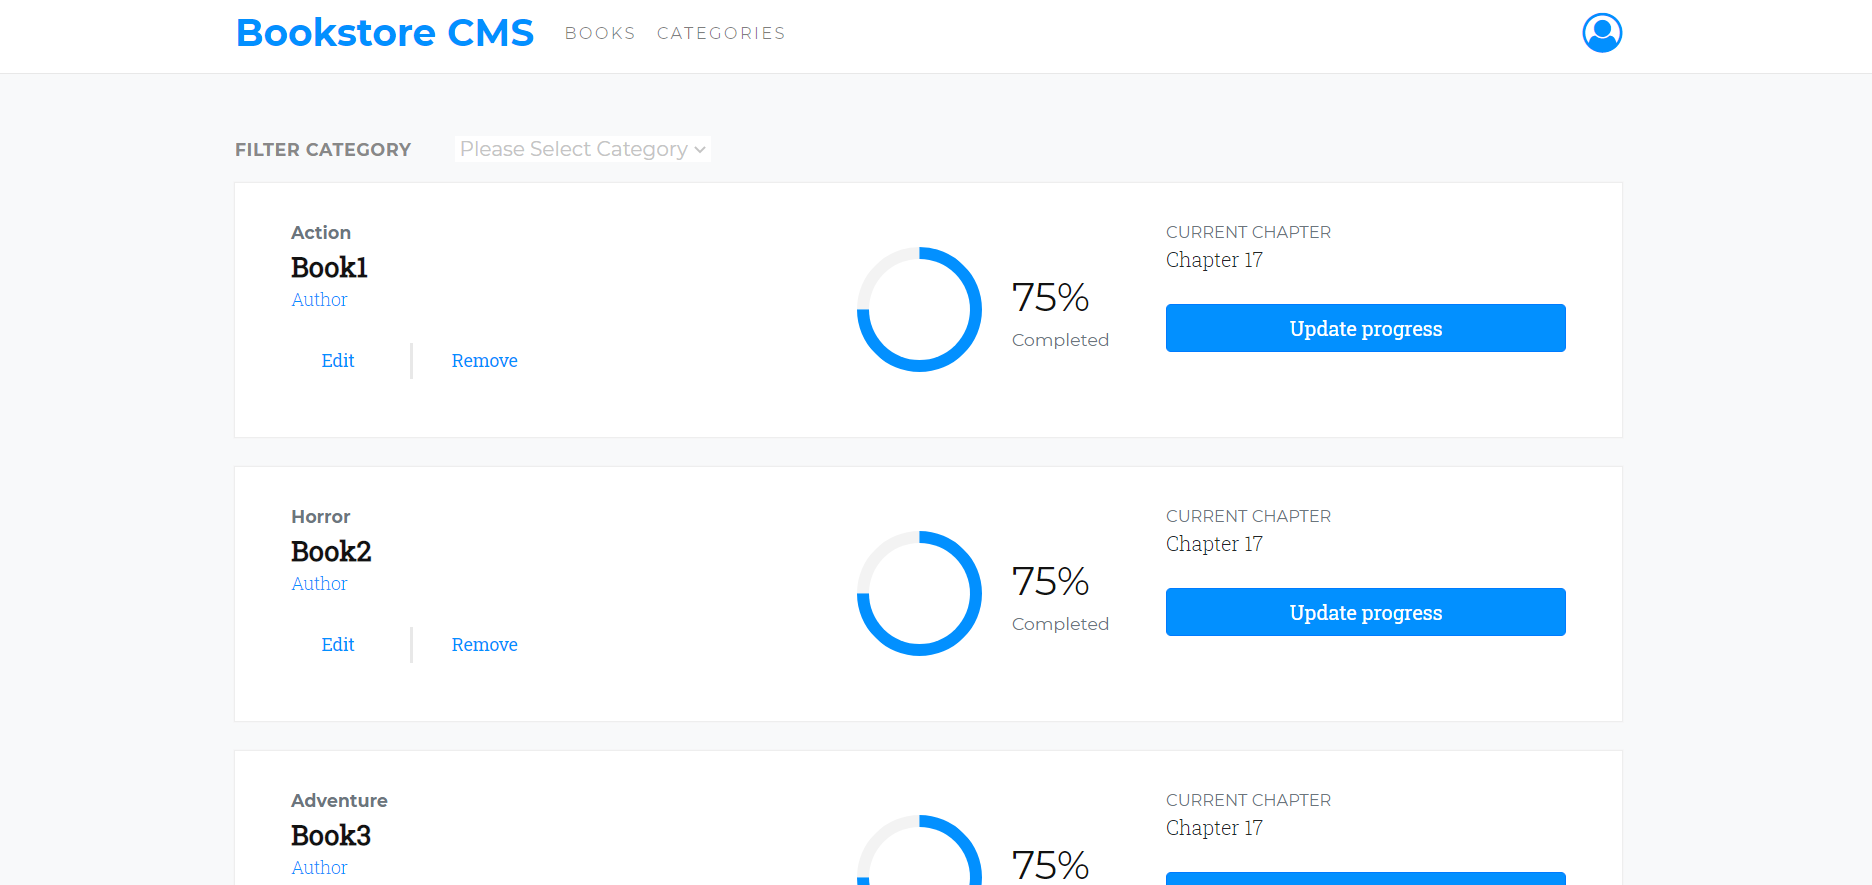 Bookstore CMS BOOKS CATEGORIES
FILTER CATEGORY Please Select Category
Action
Book1
Author
Edit Remove
75%
Completed
CURRENT CHAPTER
Chapter 17
Update progress
Horror
Book2
Author
Edit Remove
75%
Completed
CURRENT CHAPTER
Chapter 17
Update progress
Adventure
Book3
Author
75%
CURRENT CHAPTER
Chapter 17